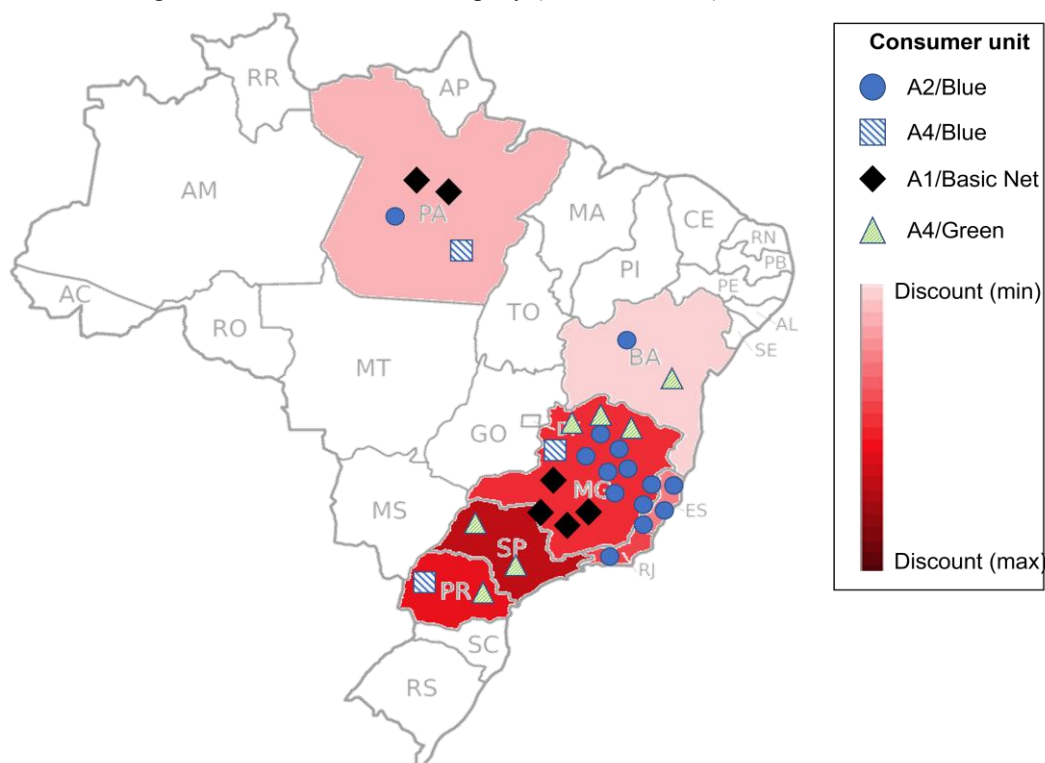 RR
AP
AM
PA
MA
CE
RN
PB
PI
PE
AC
TO
AL
RO
SE
BA
MT
GO
MG
MS
ES
SP
RJ
PR
SC
RS
Consumer unit
A2/Blue
A4/Blue
A1/Basic Net
A4/Green
Discount (min)
Discount (max)